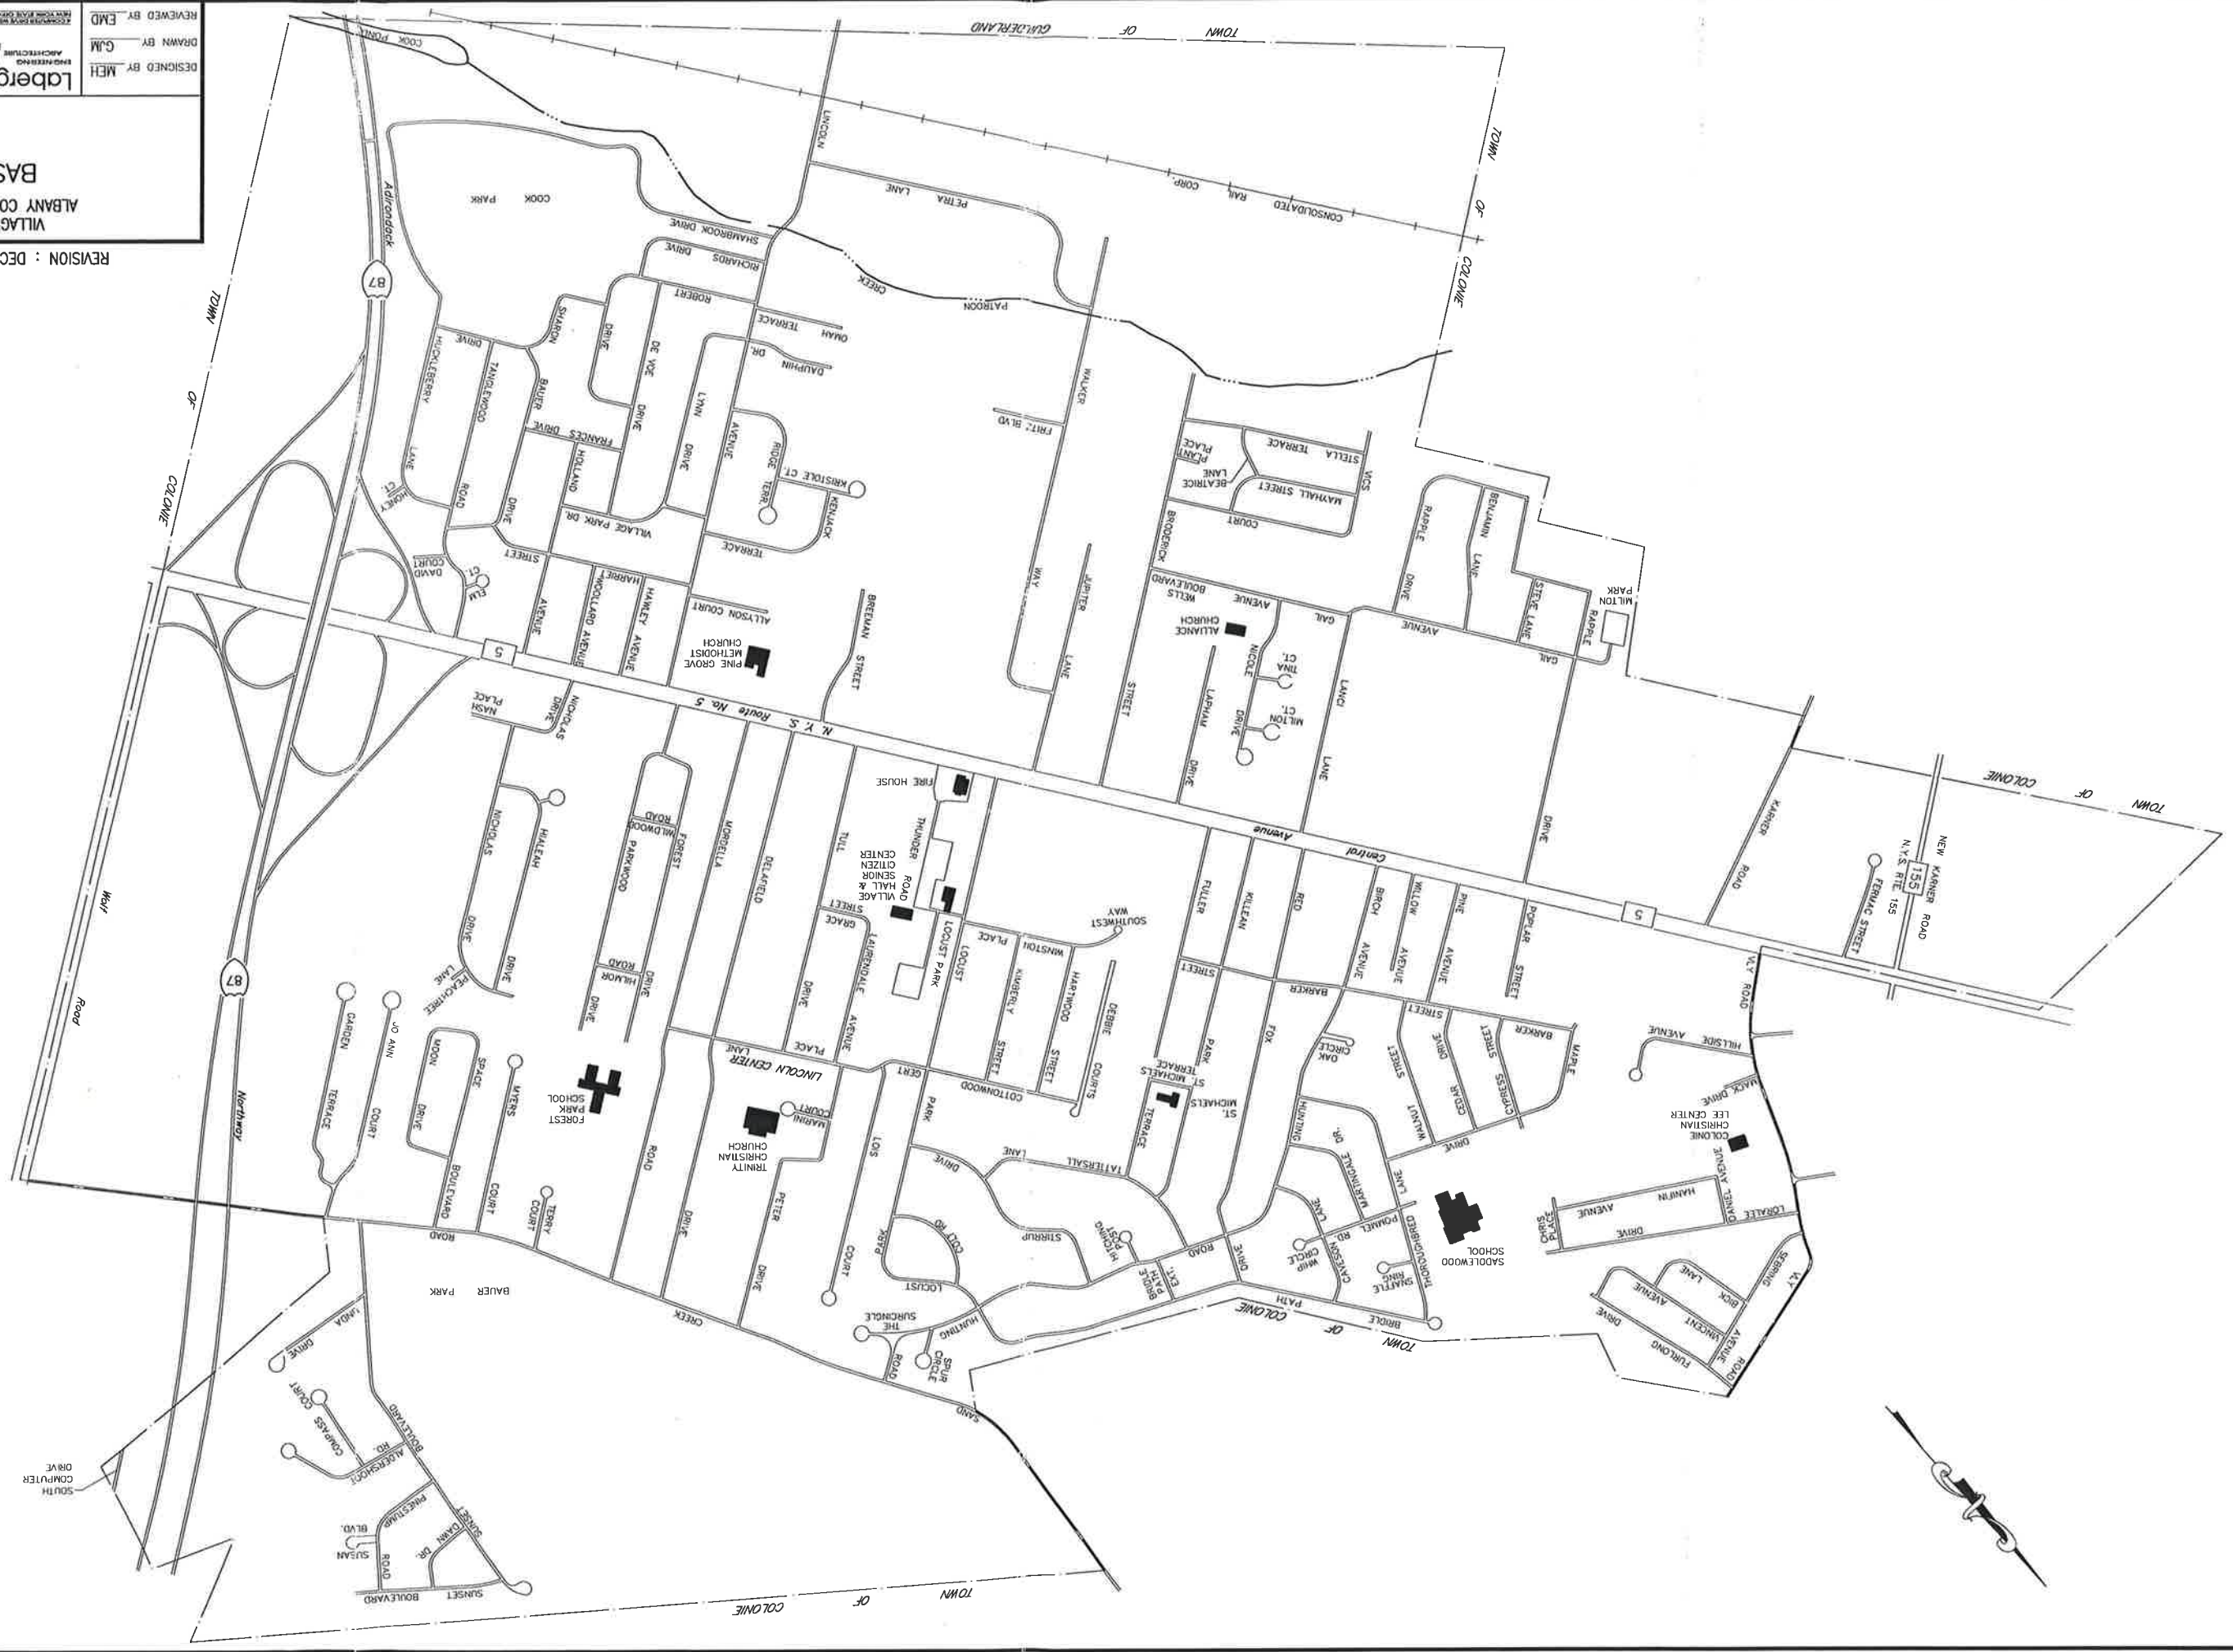 REVISION : DEC
VILLAG
ALBANY CO
BAS
DESIGNED BY MEH
DRAWN BY GJM
REVIEWED BY EMD
Laberg
ENGINEERING
ARCHITECTURE
SOUTH
COMPUTER
DRIVE
TOWN OF COLONIE
SUNSET BOULEVARD
SUSAN
BLVD.
ROAD
PINESTUMP
DAWN
DR.
SUNSET
BOULEVARD
ALDERSHOT
RD.
COMPASS
COURT
LINDA
DRIVE
BAUER PARK
SAND
CREEK
ROAD
SPUR
CIRCLE
THE
SURCINGLE
ROAD
HUNTING
LOCUST
PARK
COLT RD
STIRRUP
DRIVE
TATTERSALL
LANE
HITCHING
POST
BRIDLE
PATH
EXT.
ROAD
DRIVE
TOWN OF COLONIE
BRIDLE
PATH
WHIP
CIRCLE
CAVESON
LANE
SNAFFLE
RING
THOROUGHBRED
LANE
POMMEL
RD.
MARTINGALE
DR.
HUNTING
SADDLEWOOD
SCHOOL
FURLONG
DRIVE
VINCENT
AVENUE
BICK
LANE
SEBRING
AVENUE
VLY
ROAD
LORALEE
DRIVE
CHRIS
PLACE
HANIFIN
AVENUE
DANIEL AVENUE
COLONIE
CHRISTIAN
LEE CENTER
MACK DRIVE
HILLSIDE AVENUE
VLY ROAD
GARDEN
TERRACE
JO ANN
COURT
MOON
DRIVE
SPACE
BOULEVARD
MYERS
COURT
TERRY
COURT
FOREST
PARK
SCHOOL
ROAD
DRIVE
TRINITY
CHRISTIAN
CHURCH
MARINI
COURT
PETER
DRIVE
LOIS
COURT
LINCOLN CENTER
LANE
PLACE
GERT
PARK
COTTONWOOD
COURTS
DEBBIE
HARTWOOD
STREET
KIMBERLY
STREET
WINSTON
PLACE
SOUTHWEST
WAY
LOCUST
LOCUST PARK
ST. MICHAELS
TERRACE
ST.
MICHAELS
TERRACE
PARK
STREET
FOX
OAK
CIRCLE
BARKER
STREET
WALNUT
STREET
CEDAR
DRIVE
CYPRESS
STREET
BARKER
MAPLE
DRIVE
FULLER
KILLEAN
RED
BIRCH
AVENUE
WILLOW
AVENUE
PINE
AVENUE
POPLAR
STREET
PEACHTREE
LANE
NICHOLAS
DRIVE
HIALEAH
DRIVE
NASH
PLACE
NICHOLAS
DRIVE
HILMOR
ROAD
DRIVE
DRIVE
PARKWOOD
WILDWOOD
ROAD
FOREST
MORDELLA
DELAFIELD
TULL
DRIVE
GRACE
STREET
LAURENDALE
AVENUE
VILLAGE
HALL &
SENIOR
CITIZEN
CENTER
THUNDER ROAD
FIRE HOUSE
N. Y. S. Route No. 5
Central Avenue
5
5
NEW KARNER ROAD
N.Y.S. RTE. 155
155
FERMAC STREET
KARNER
ROAD
TOWN OF COLONIE
Wolf
Road
Northway
87
Adirondack
87
TOWN
OF
COLONIE
MILTON
PARK
RAPPLE
DRIVE
GAIL
AVENUE
STEVE LANE
BENJAMIN
LANE
RAPPLE
DRIVE
LANCI
LANE
GAIL
AVENUE
NICOLE
DRIVE
TINA
CT.
MILTON
CT.
LAPHAM
DRIVE
ALLIANCE
CHURCH
WELLS
BOULEVARD
BRODERICK
STREET
COURT
MAYHALL STREET
STELLA TERRACE
VICS
BEATRICE
LANE
PLANT
PLACE
JUPITER
LANE
WALKER
WAY
FRITZ BLVD
BREEMAN
STREET
PINE GROVE
METHODIST
CHURCH
ALLYSON COURT
HAWLEY
AVENUE
WOOLLARD AVENUE
HARRIET
STREET
AVENUE
ELM
CT.
DAVID
COURT
HONEY
CT.
HUCKLEBERRY
LANE
TANGLEWOOD
ROAD
DRIVE
BAUER
DRIVE
SHARON
DRIVE
FRANCES DRIVE
HOLLAND
VILLAGE PARK DR.
DE VOE
DRIVE
LYNN
DRIVE
AVENUE
TERRACE
KENJACK
KRISTOLE CT.
RIDGE
TERR
DAUPHIN
DR.
OMAH TERRACE
ROBERT
RICHARDS
DRIVE
SHAMBROOK DRIVE
COOK PARK
COOK POND
LINCOLN
PETRA LANE
PATROON
CREEK
CONSOLIDATED RAIL CORP.
TOWN OF COLONIE
TOWN OF GUILDERLAND